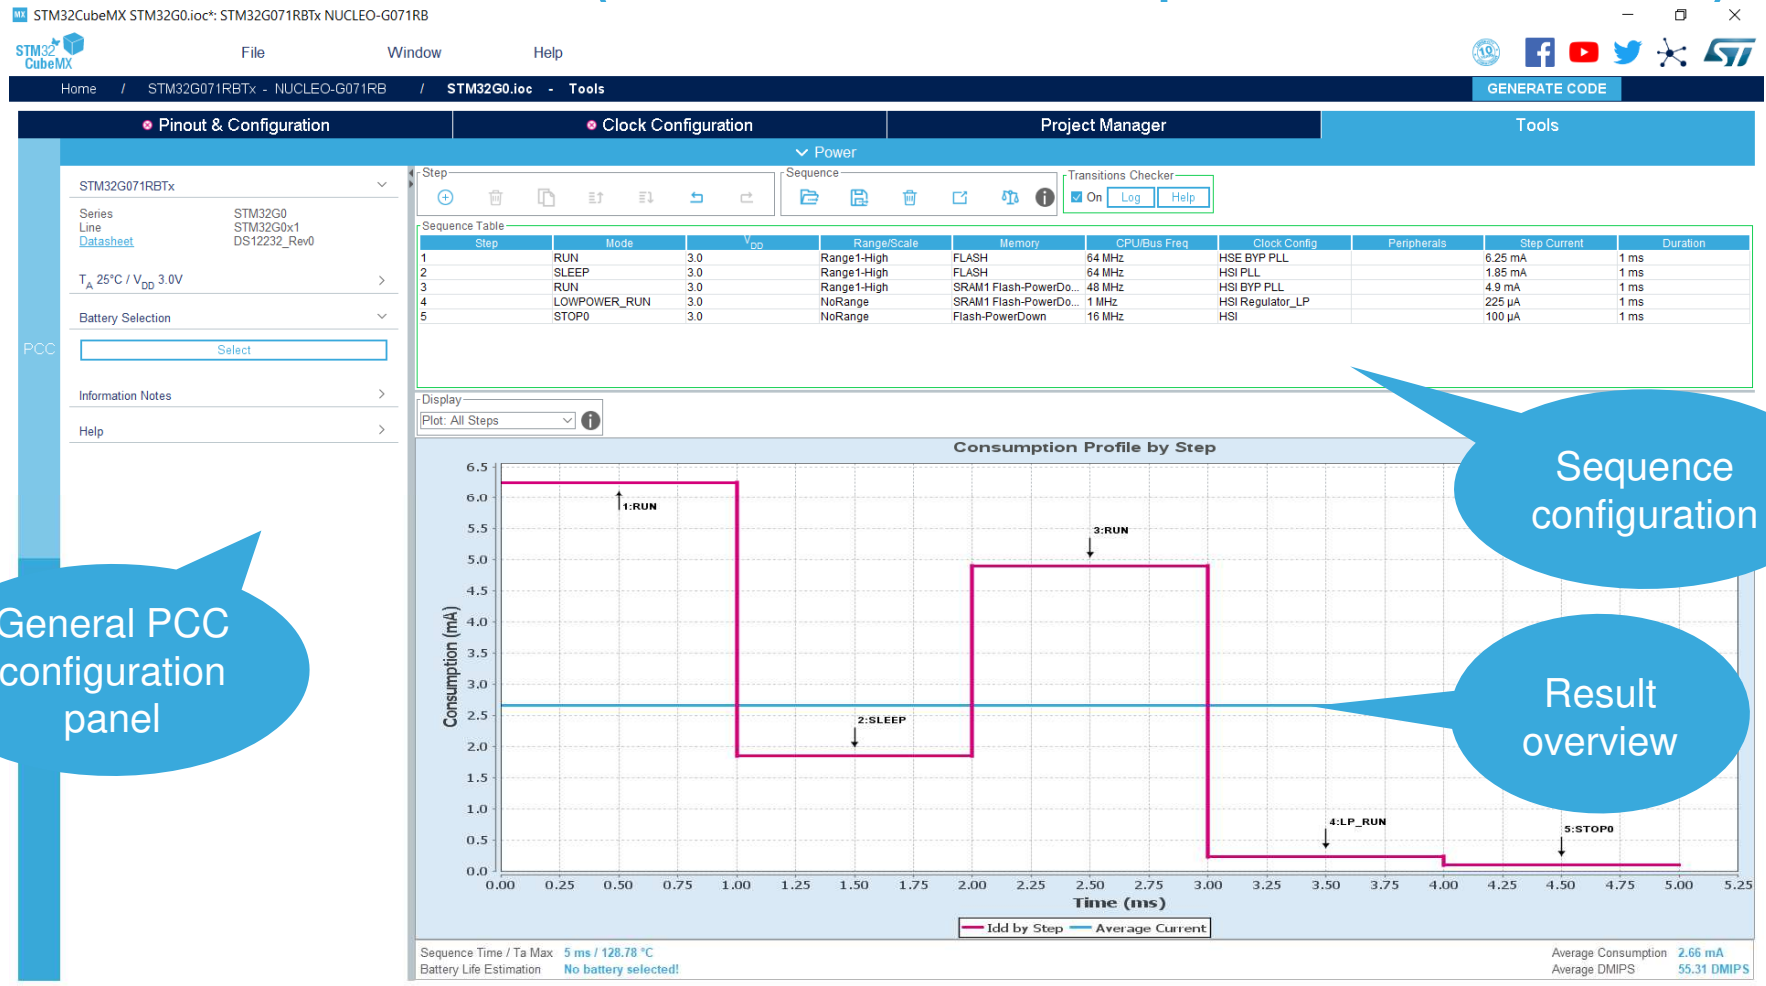 STM32CubeMX STM32G0.ioc*: STM32G071RBTx NUCLEO-G071RB
STM32
CubeMX
File Window Help
10
Home / STM32G071RBTx - NUCLEO-G071RB / STM32G0.ioc - Tools
GENERATE CODE
Pinout & Configuration
Clock Configuration
Project Manager
Tools
Power
PCC
STM32G071RBTx
Series STM32G0
Line STM32G0x1
Datasheet DS12232_Rev0
TA 25°C / VDD 3.0V
Battery Selection
Select
Information Notes
Help
Step
Sequence
Transitions Checker
On Log Help
Sequence Table
Step Mode VDD Range/Scale Memory CPU/Bus Freq Clock Config Peripherals Step Current Duration
1 RUN 3.0 Range1-High FLASH 64 MHz HSE BYP PLL 6.25 mA 1 ms
2 SLEEP 3.0 Range1-High FLASH 64 MHz HSI PLL 1.85 mA 1 ms
3 RUN 3.0 Range1-High SRAM1 Flash-PowerDo... 48 MHz HSI BYP PLL 4.9 mA 1 ms
4 LOWPOWER_RUN 3.0 NoRange SRAM1 Flash-PowerDo... 1 MHz HSI Regulator_LP 225 µA 1 ms
5 STOP0 3.0 NoRange Flash-PowerDown 16 MHz HSI 100 µA 1 ms
Display
Plot: All Steps
Consumption Profile by Step
Consumption (mA)
6.5
6.0
5.5
5.0
4.5
4.0
3.5
3.0
2.5
2.0
1.5
1.0
0.5
0.0
1:RUN
2:SLEEP
3:RUN
4:LP_RUN
5:STOP0
0.00 0.25 0.50 0.75 1.00 1.25 1.50 1.75 2.00 2.25 2.50 2.75 3.00 3.25 3.50 3.75 4.00 4.25 4.50 4.75 5.00 5.25
Time (ms)
Idd by Step Average Current
Sequence Time / Ta Max 5 ms / 128.78 °C
Battery Life Estimation No battery selected!
Average Consumption 2.66 mA
Average DMIPS 55.31 DMIPS
General PCC
configuration
panel
Sequence
configuration
Result
overview